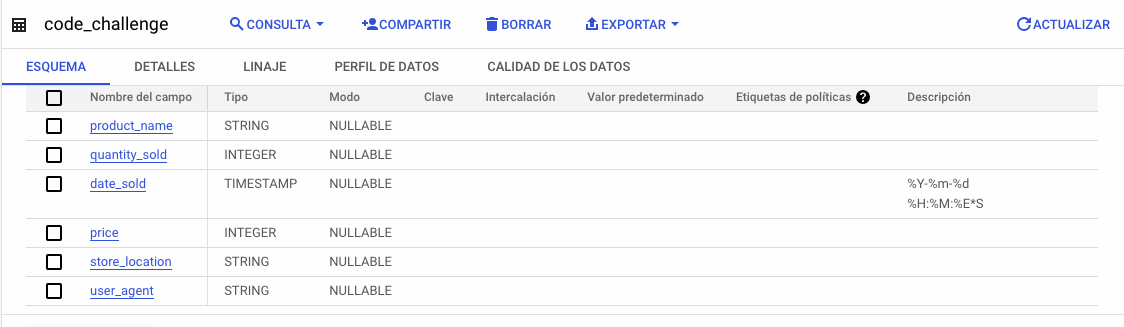 code_challenge CONSULTA COMPARTIR BORRAR EXPORTAR ACTUALIZAR
ESQUEMA DETALLES LINAJE PERFIL DE DATOS CALIDAD DE LOS DATOS
Nombre del campo Tipo Modo Clave Intercalación Valor predeterminado Etiquetas de políticas ? Descripción
product_name STRING NULLABLE
quantity_sold INTEGER NULLABLE
date_sold TIMESTAMP NULLABLE %Y-%m-%d
%H:%M:%E*S
price INTEGER NULLABLE
store_location STRING NULLABLE
user_agent STRING NULLABLE